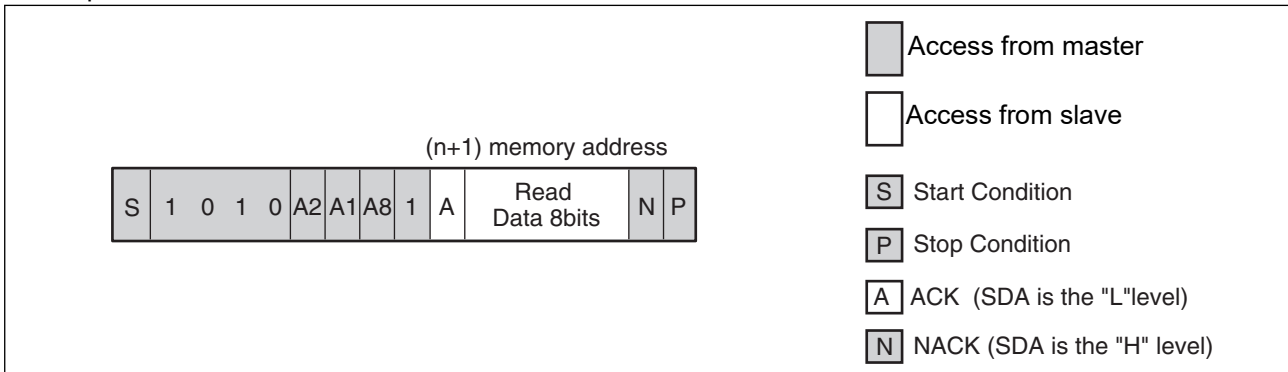 (n+1) memory address
S 1 0 1 0 A2 A1 A8 1 A Read Data 8bits N P
Access from master
Access from slave
S Start Condition
P Stop Condition
A ACK (SDA is the "L"level)
N NACK (SDA is the "H" level)